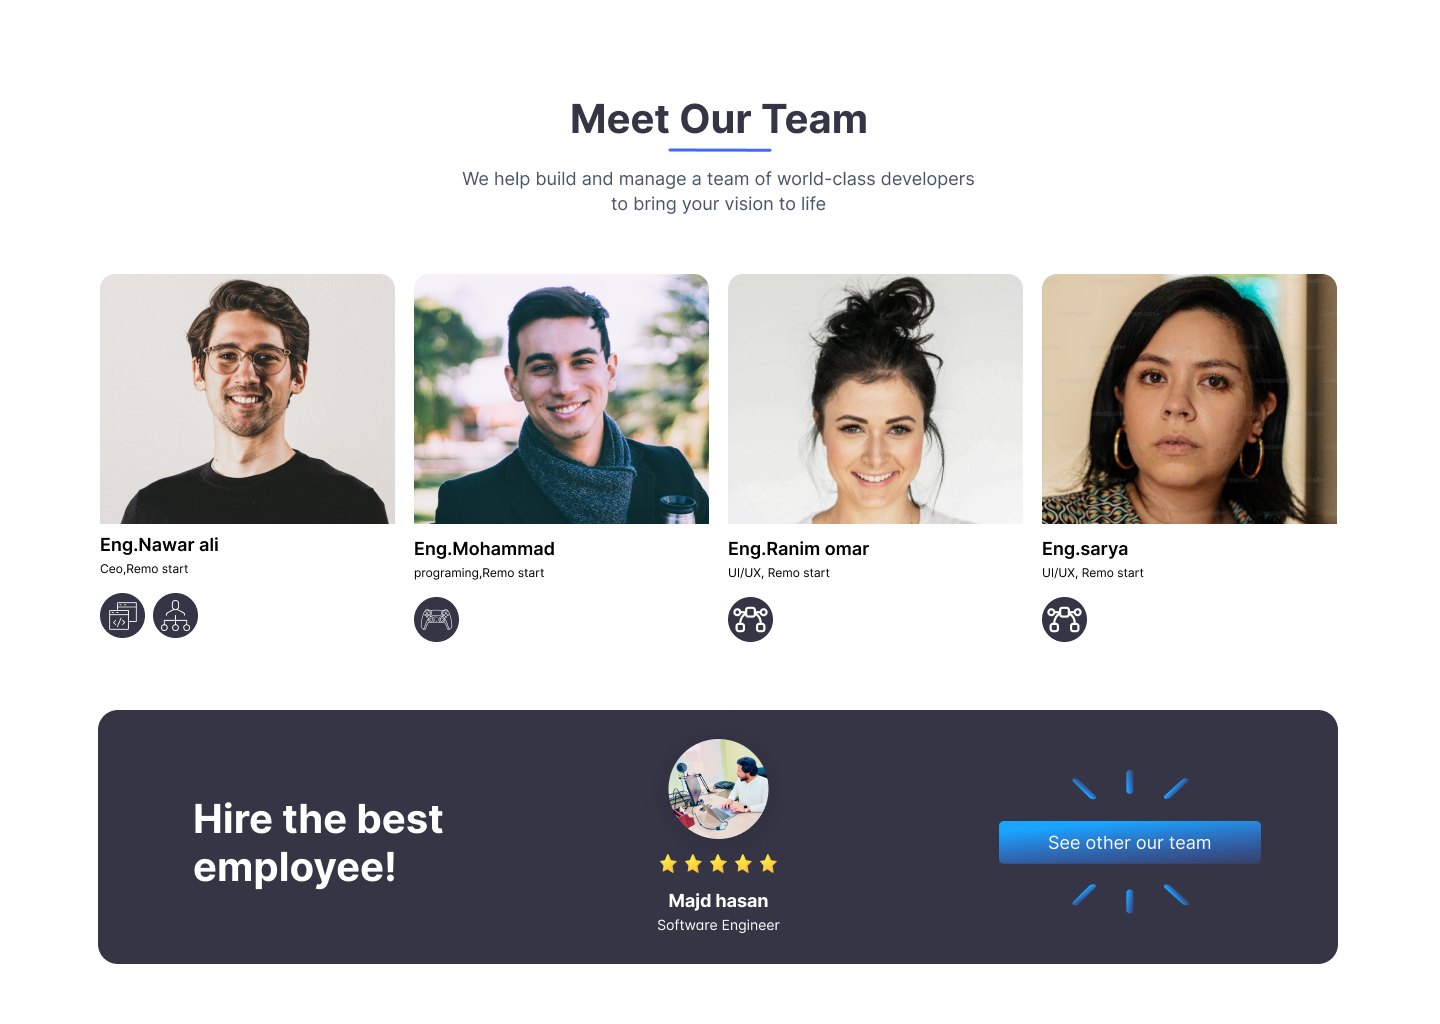 Meet Our Team
We help build and manage a team of world-class developers
to bring your vision to life
Eng.Nawar ali
Ceo,Remo start
Eng.Mohammad
programing,Remo start
Eng.Ranim omar
UI/UX, Remo start
Eng.sarya
UI/UX, Remo start
Hire the best
employee!
Majd hasan
Software Engineer
See other our team